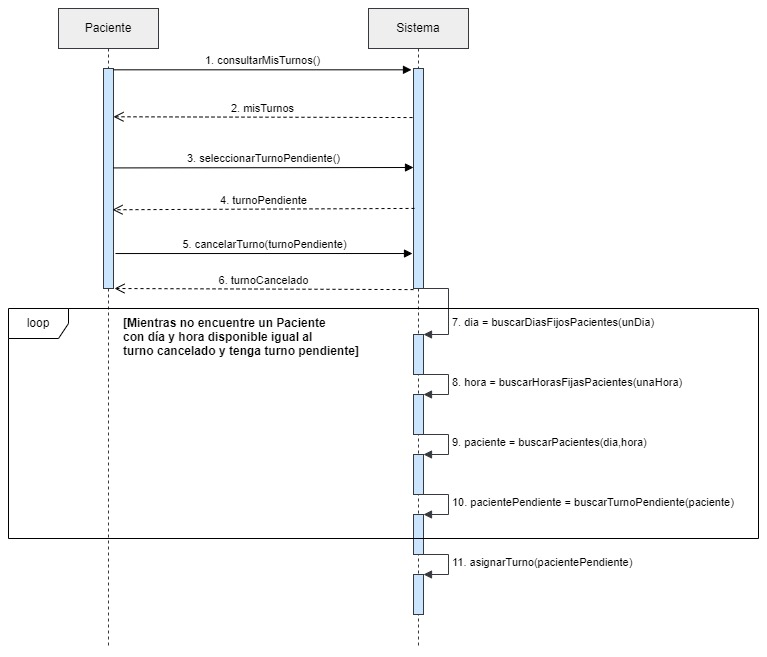 Paciente
Sistema
1. consultarMisTurnos()
2. misTurnos
3. seleccionarTurnoPendiente()
4. turnoPendiente
5. cancelarTurno(turnoPendiente)
6. turnoCancelado
loop
[Mientras no encuentre un Paciente
con día y hora disponible igual al
turno cancelado y tenga turno pendiente]
7. dia = buscarDiasFijosPacientes(unDia)
8. hora = buscarHorasFijasPacientes(unaHora)
9. paciente = buscarPacientes(dia,hora)
10. pacientePendiente = buscarTurnoPendiente(paciente)
11. asignarTurno(pacientePendiente)